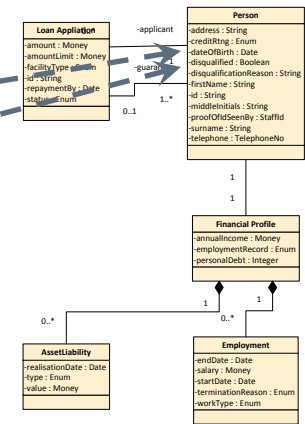 Person
-address : String
-creditRtng : Enum
-dateOfBirth : Date
-disqualified : Boolean
-disqualificationReason : String
-firstName : String
-id : String
-middleInitials : String
-proofOfIdSeenBy : StaffId
-surname : String
-telephone : TelephoneNo
Loan Appliation
-amount : Money
-amountLimit : Money
-facilityType :
-id : String
-repaymentBy : Date
-status : Enum
-applicant
1
0..1
1..*
1
1
Financial Profile
-annualIncome : Money
-employmentRecord : Enum
-personalDebt : Integer
1
0..*
1
0..*
AssetLiability
-realisationDate : Date
-type : Enum
-value : Money
Employment
-endDate : Date
-salary : Money
-startDate : Date
-terminationReason : Enum
-workType : Enum